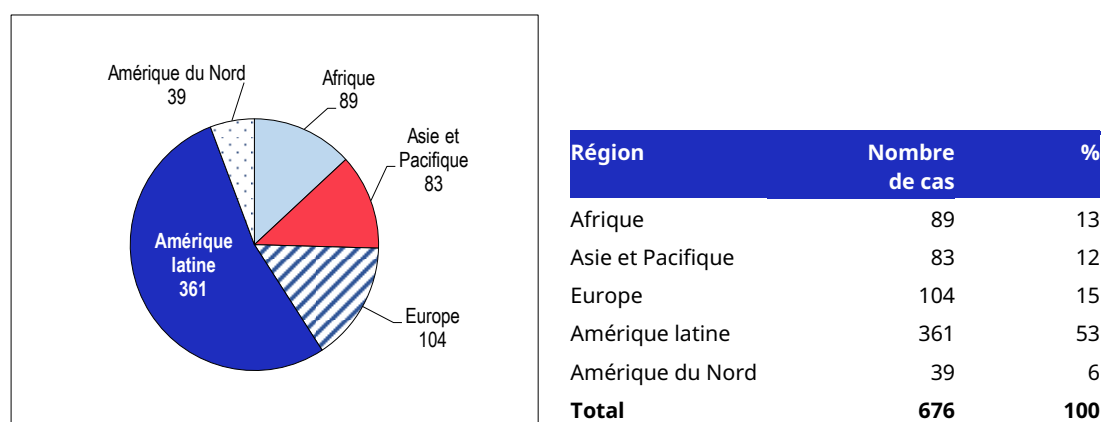 Amérique du Nord
39
Afrique
89
Asie et
Pacifique
83
Amérique
latine
361
Europe
104
Région Nombre de cas %
Afrique 89 13
Asie et Pacifique 83 12
Europe 104 15
Amérique latine 361 53
Amérique du Nord 39 6
Total 676 100